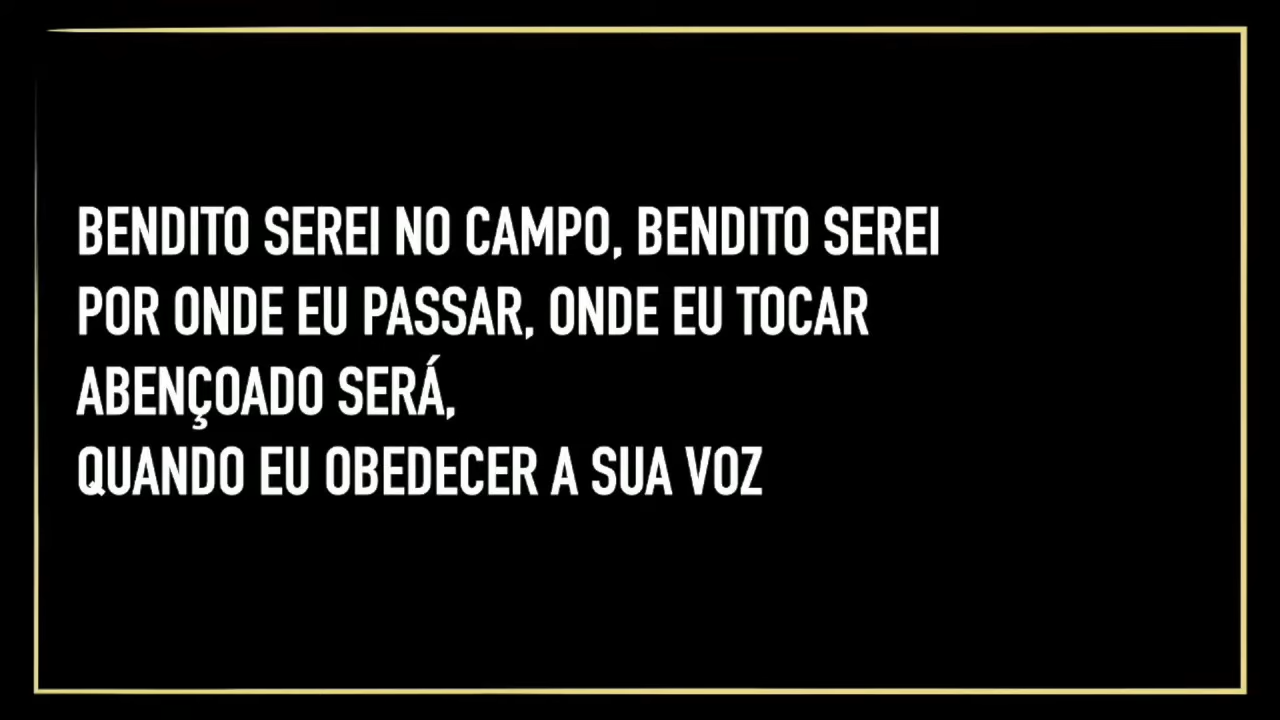 BENDITO SEREI NO CAMPO, BENDITO SEREI
POR ONDE EU PASSAR, ONDE EU TOCAR
ABENÇOADO SERÁ,
QUANDO EU OBEDECER A SUA VOZ